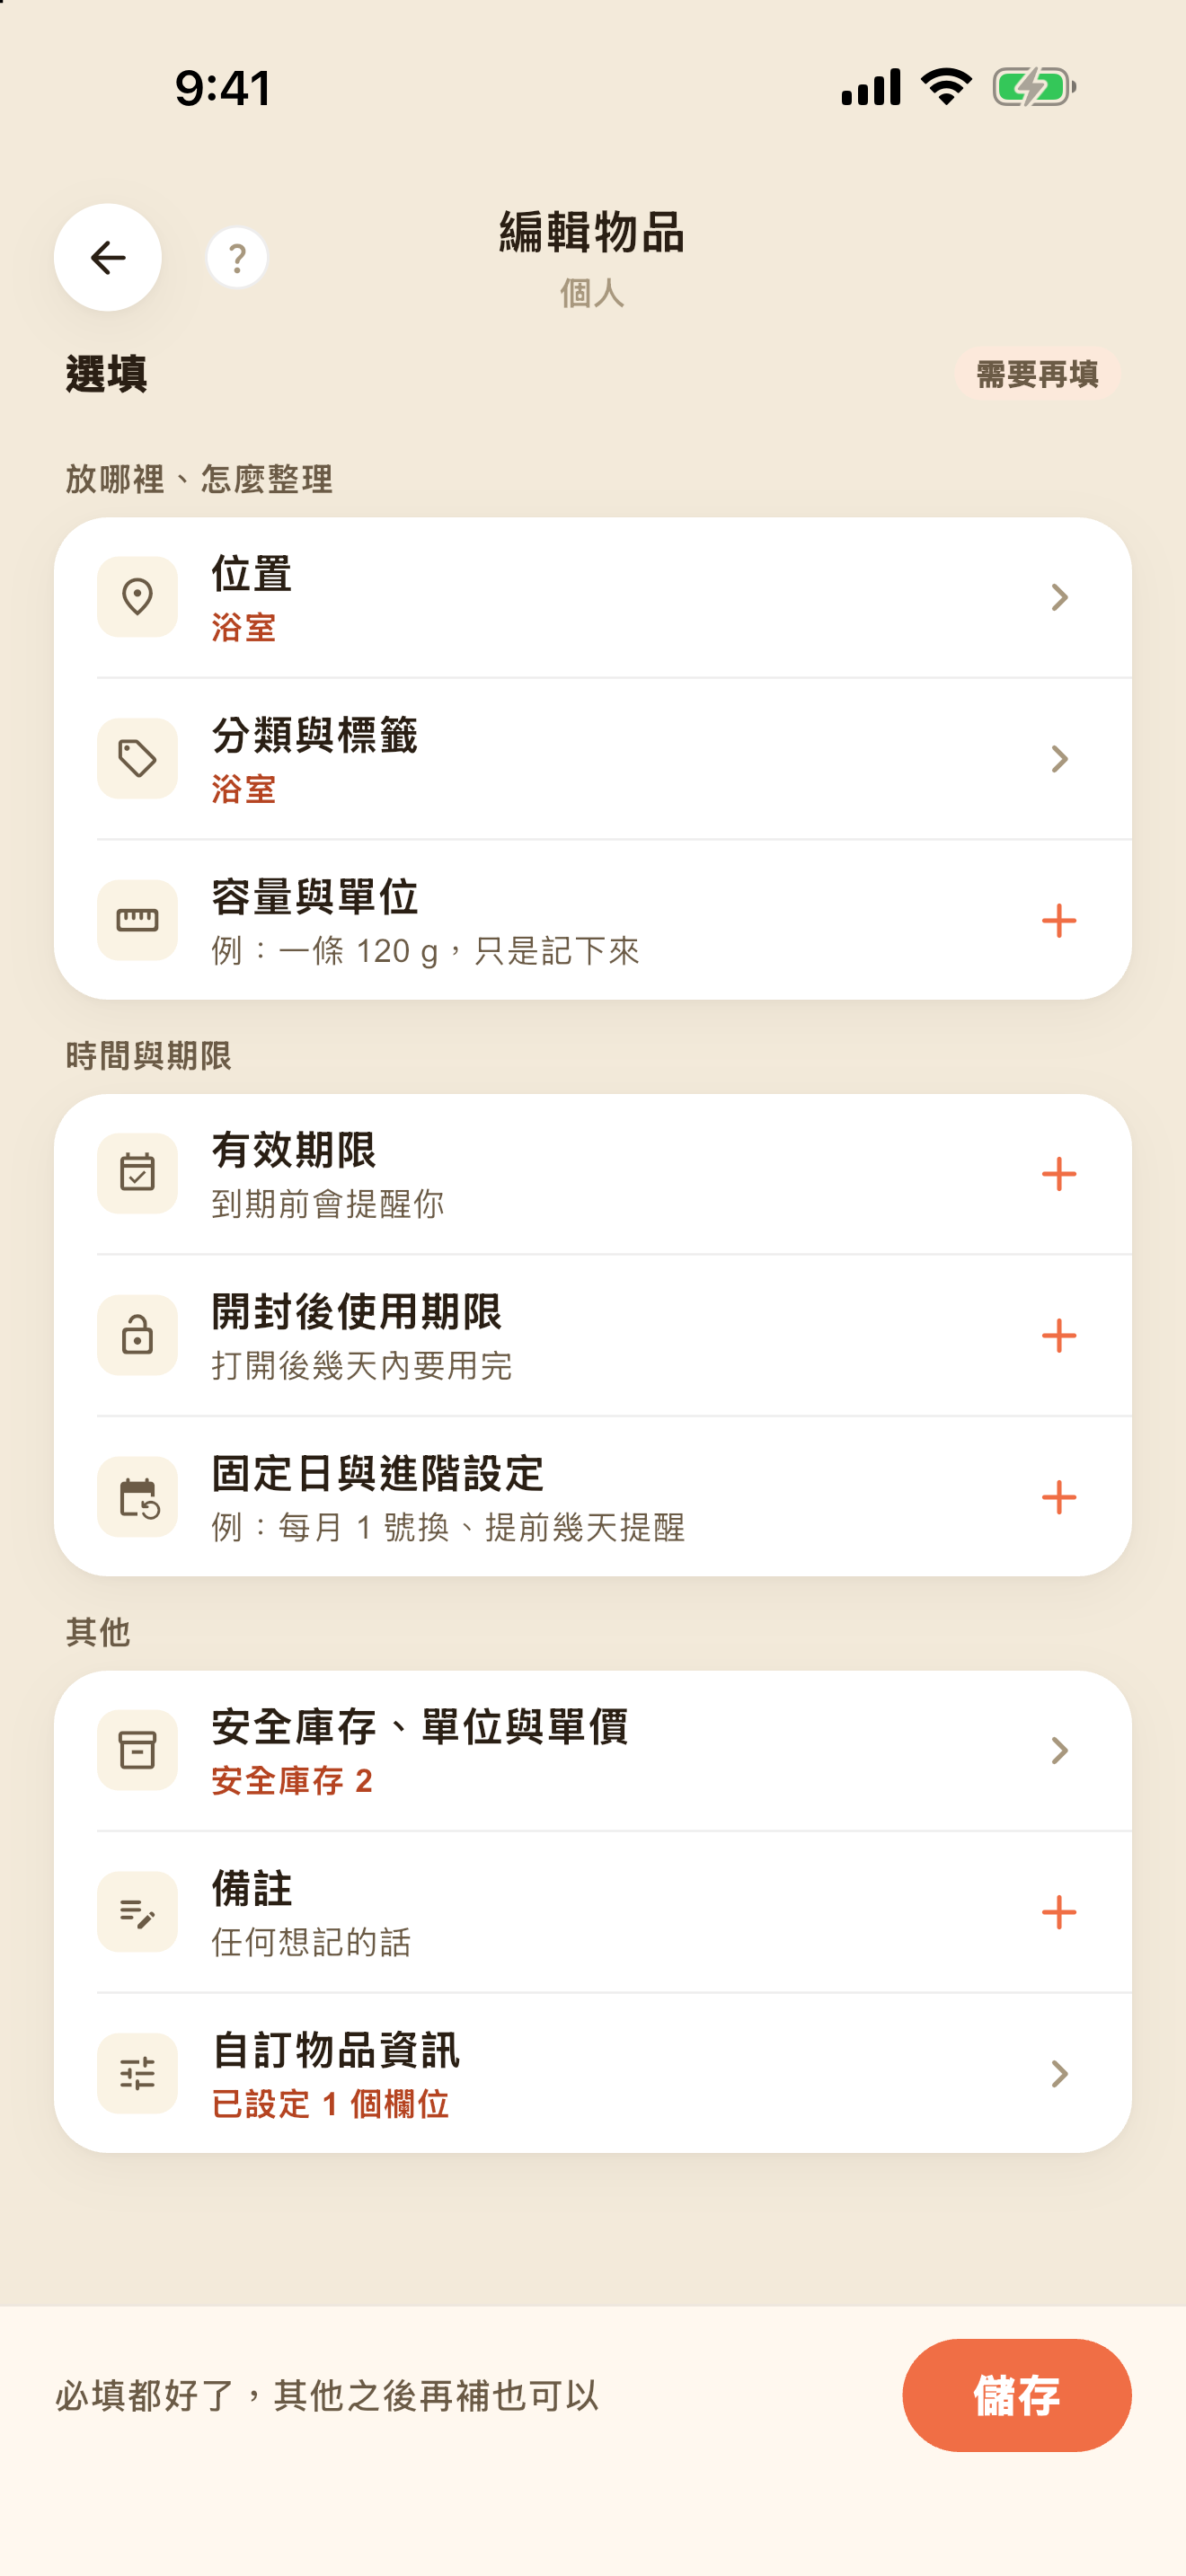 9:41
?
編輯物品
個人
選填
需要再填
放哪裡、怎麼整理
位置
浴室
分類與標籤
浴室
容量與單位
例：一條 120 g，只是記下來
時間與期限
有效期限
到期前會提醒你
開封後使用期限
打開後幾天內要用完
固定日與進階設定
例：每月 1 號換、提前幾天提醒
其他
安全庫存、單位與單價
安全庫存 2
備註
任何想記的話
自訂物品資訊
已設定 1 個欄位
必填都好了，其他之後再補也可以
儲存